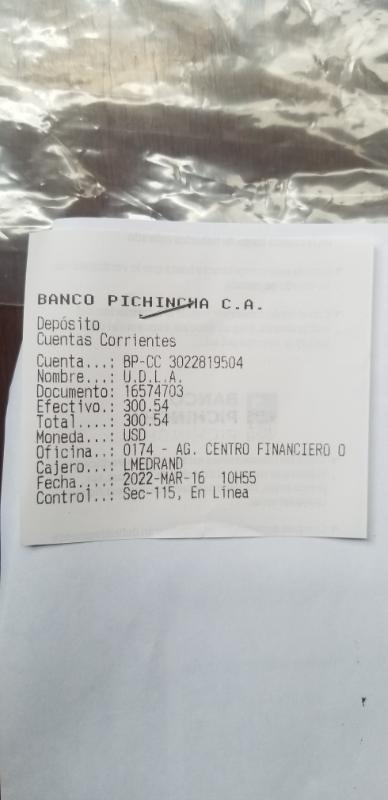 BANCO PICHINCHA C.A.
Depósito
Cuentas Corrientes
Cuenta...: BP-CC 3022819504
Nombre...: U.D.L.A.
Documento: 16574703
Efectivo.: 300.54
Total....: 300.54
Moneda...: USD
Oficina..: 0174 - AG. CENTRO FINANCIERO O
Cajero...: LMEDRAND
Fecha....: 2022-MAR-16 10H55
Control..: Sec-115, En Linea